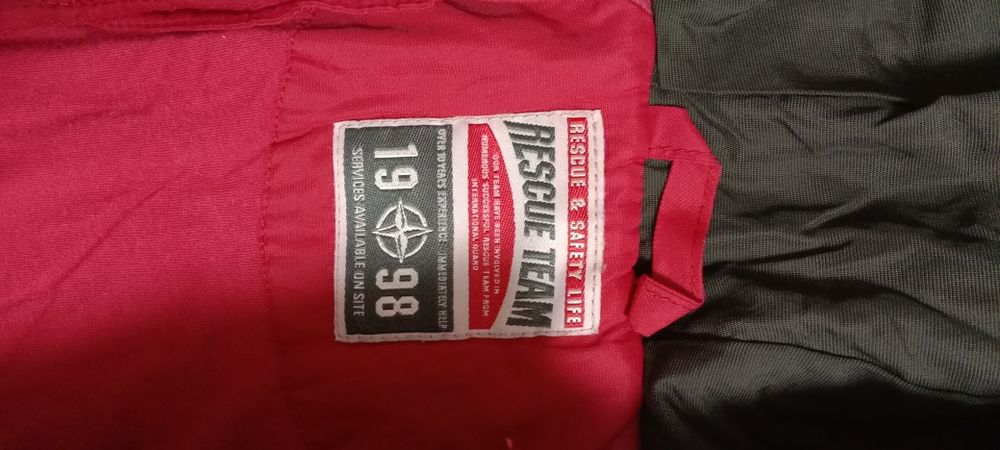 RESCUE & SAFETY LIFE
RESCUE TEAM
YOUR TEAM HAVE BEEN INVOLVED IN
NUMEROUS SUCCESSFUL RESCUE TEAM FROM
INTERNATIONAL GUARD
OVER 10 YEARS EXPERIENCE / IMMEDIATELY HELP
19 98
SERVICES AVAILABLE ON SITE